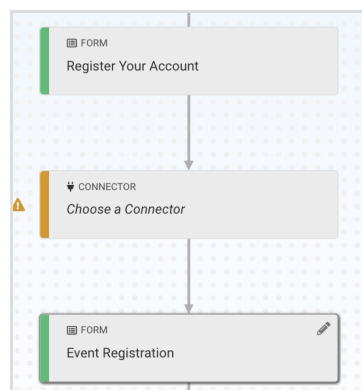 FORM
Register Your Account
CONNECTOR
Choose a Connector
FORM
Event Registration